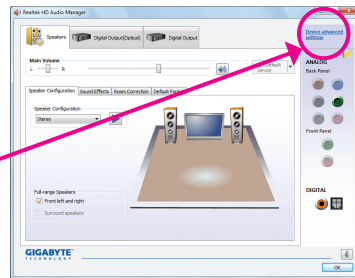 Realtek HD Audio Manager
Speakers
Digital Output(Optical)
Digital Output
Device advanced
settings
Main Volume
L
R
Default
Device
ANALOG
Back Panel
Speaker Configuration
Sound Effects
Room Correction
Default Format
Speaker Configuration
Stereo
Front Panel
Full-range Speakers
Front left and right
Surround speakers
DIGITAL
GIGABYTE
TECHNOLOGY
OK